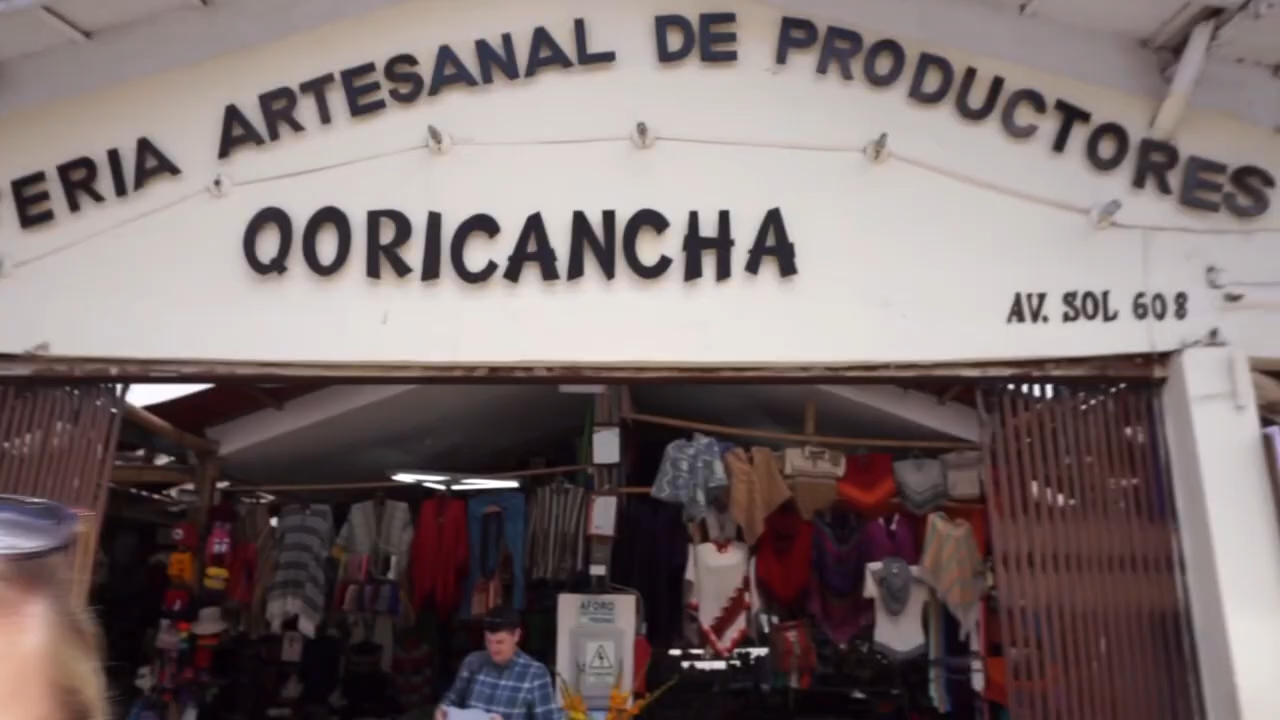 ERIA ARTESANAL DE PRODUCTORES
QORICANCHA
AV. SOL 608
AFORO